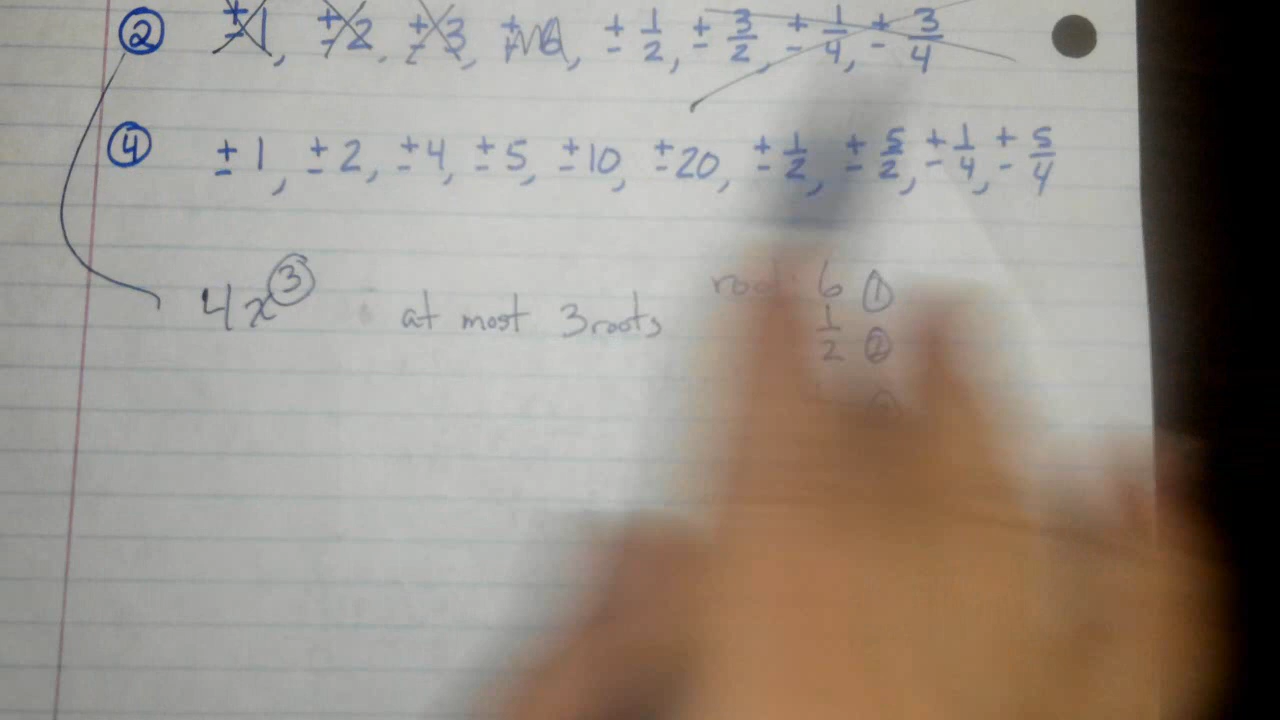 ② ±1, ±2, ±3, ±6, ± 1/2, ± 3/2, ± 1/4, ± 3/4
④ ±1, ±2, ±4, ±5, ±10, ±20, ± 1/2, ± 5/2, ± 1/4, ± 5/4
4x³ at most 3 roots 6 ①
1/2 ②